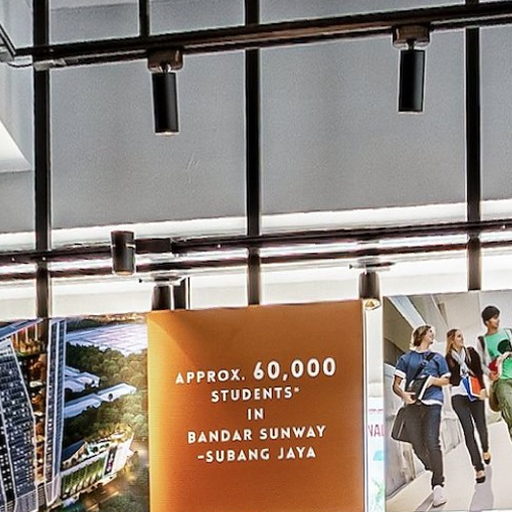 APPROX. 60,000
STUDENTS*
IN
BANDAR SUNWAY
-SUBANG JAYA